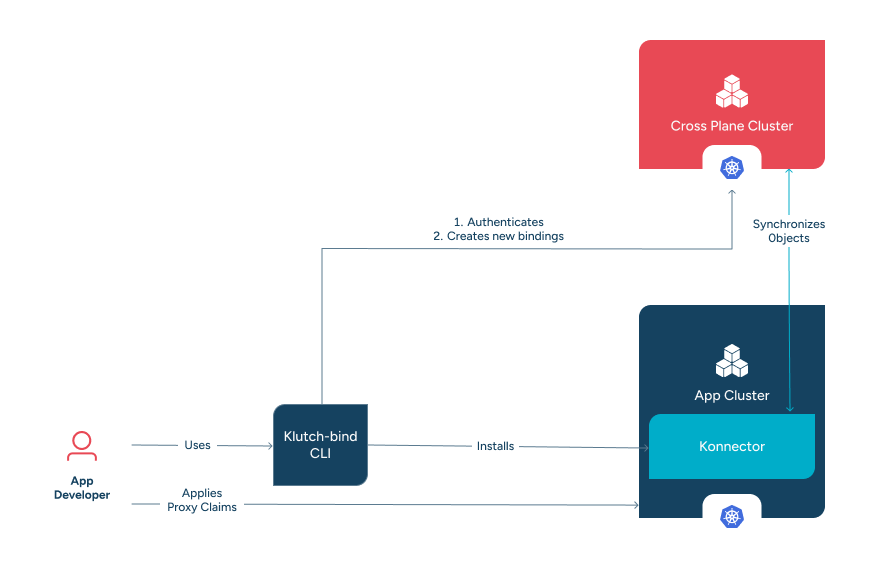 Cross Plane Cluster
1. Authenticates
2. Creates new bindings
Synchronizes
0bjects
App Cluster
Klutch-bind
CLI
Uses
Installs
Konnector
App
Developer
Applies
Proxy Claims